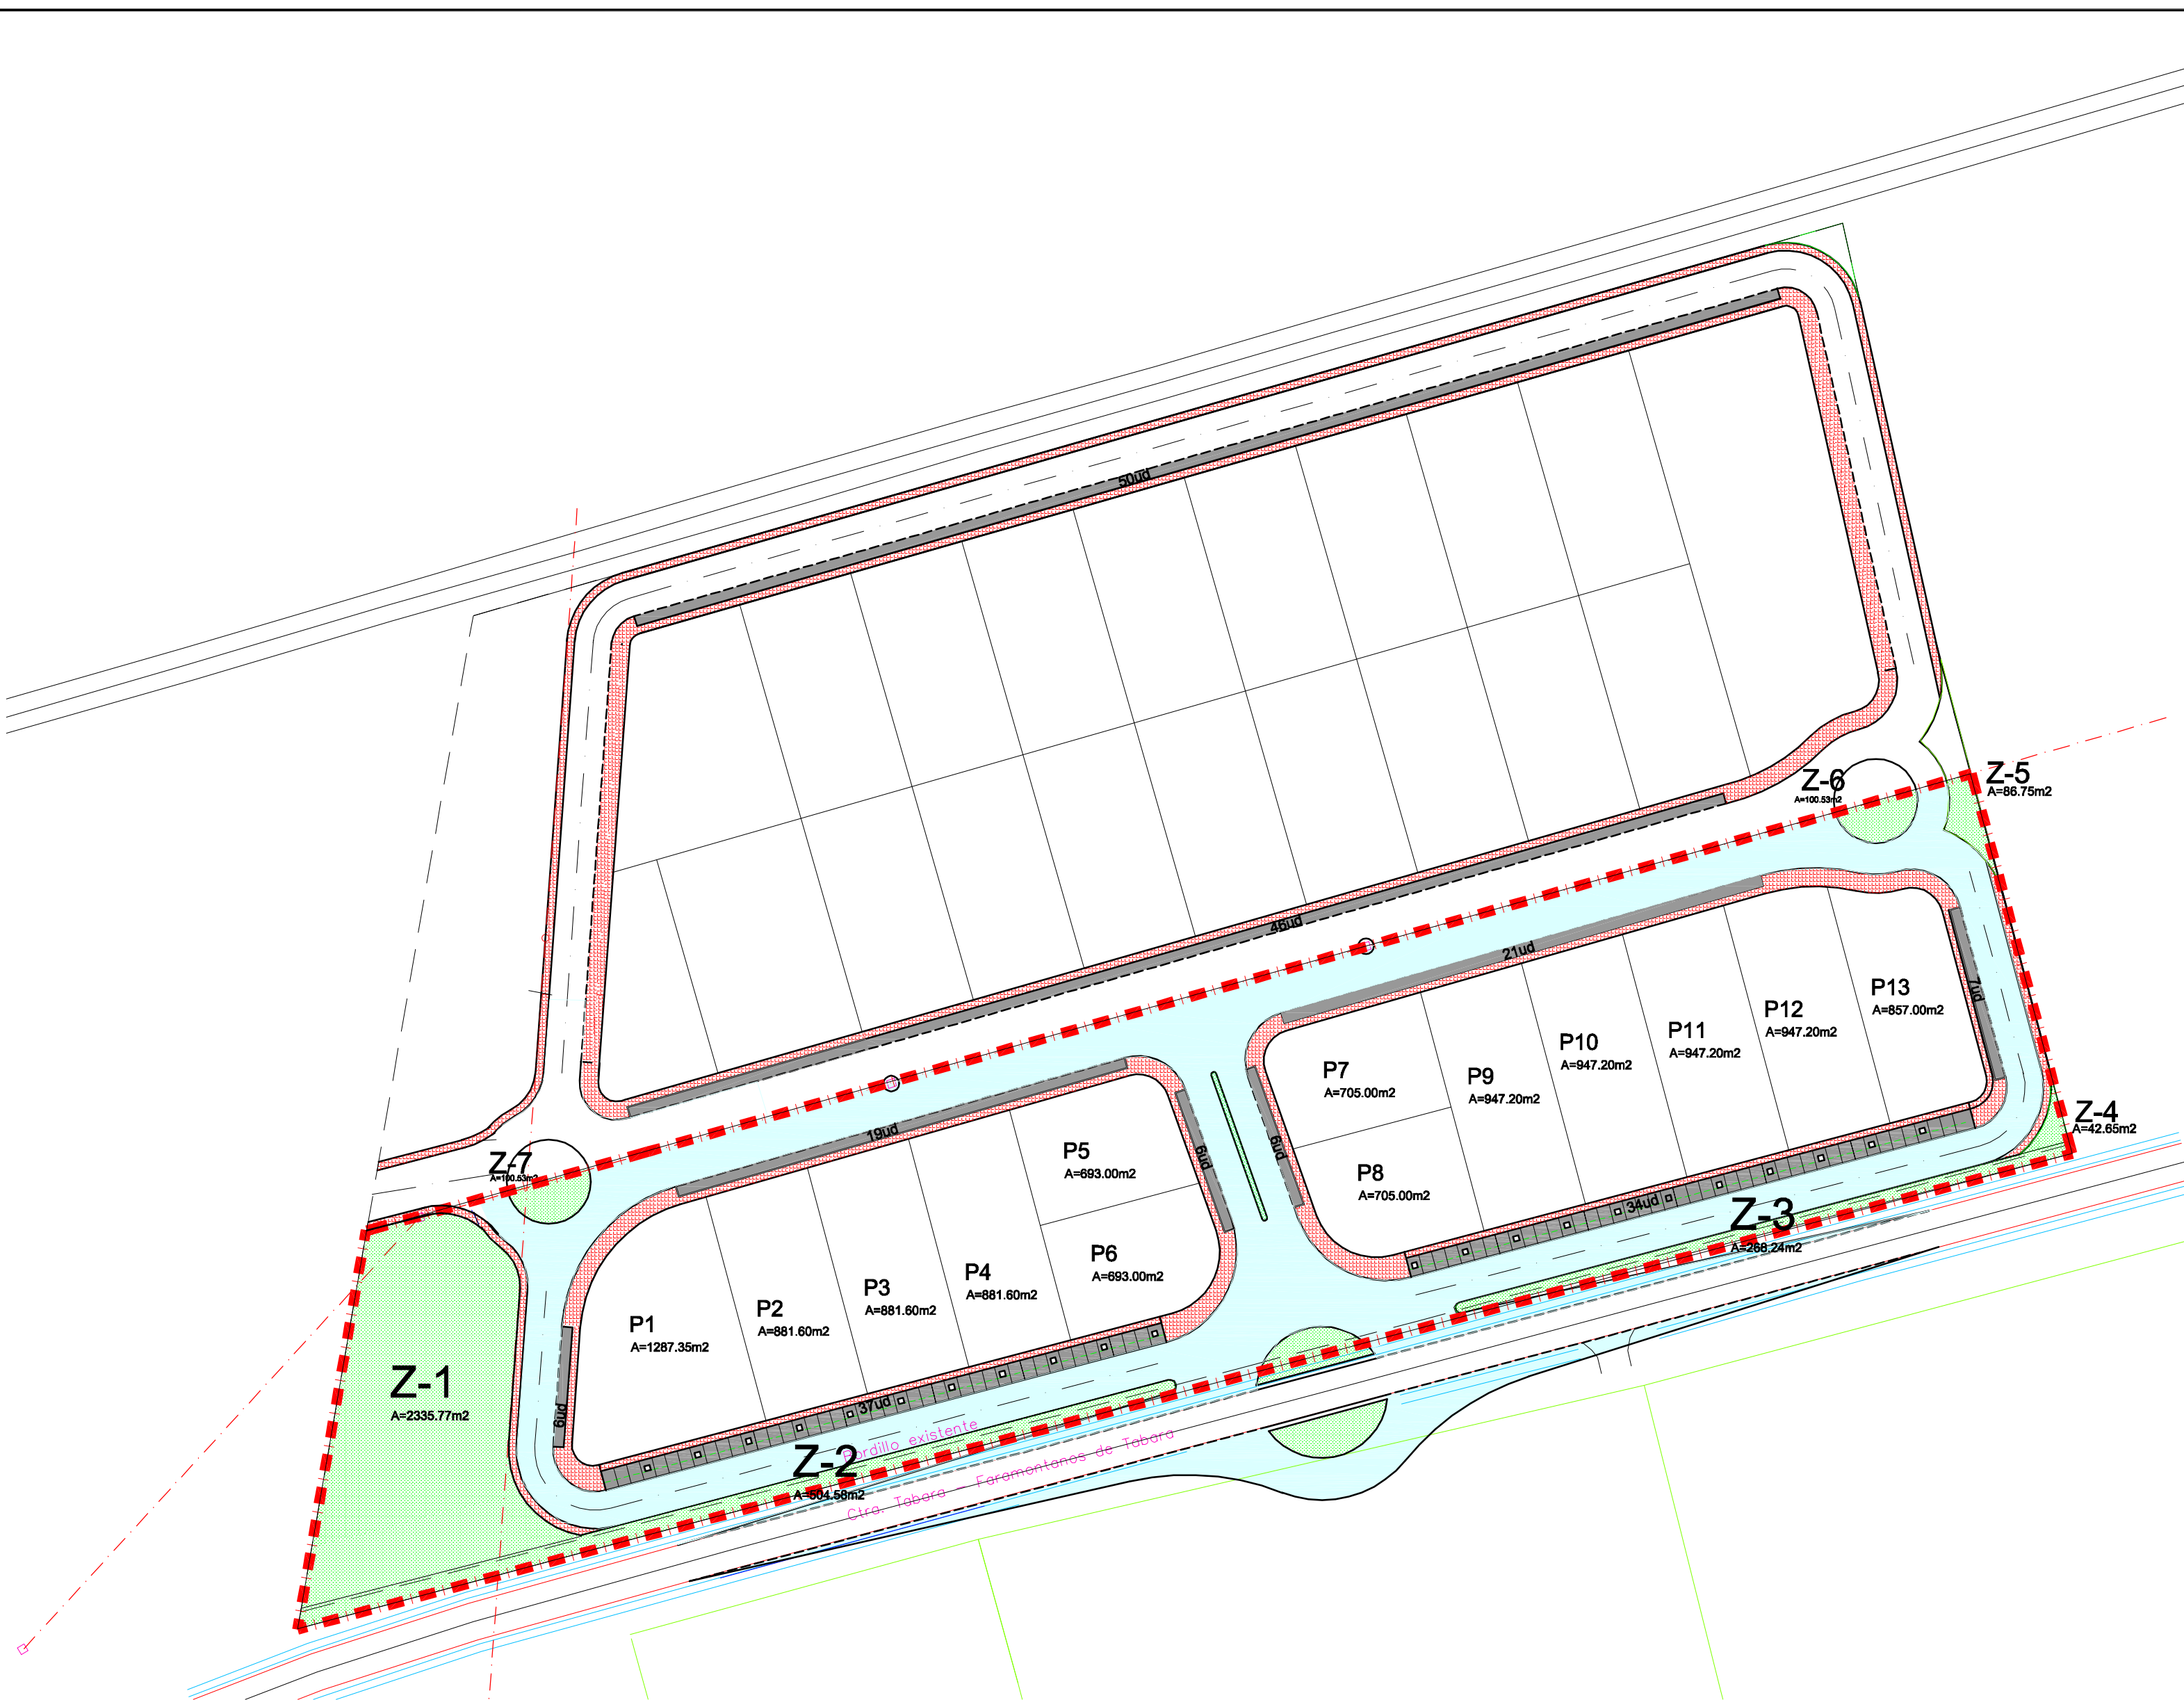 50ud
Z-5
A=86.75m2
Z-6
A=100.53m2
46ud
21ud
P13
A=857.00m2
7ud
P12
A=947.20m2
P11
A=947.20m2
P10
A=947.20m2
P9
A=947.20m2
P7
A=705.00m2
P8
A=705.00m2
6ud
6ud
19ud
P5
A=693.00m2
P6
A=693.00m2
P4
A=881.60m2
P3
A=881.60m2
P2
A=881.60m2
P1
A=1287.35m2
Z-7
A=100.53m2
Z-4
A=42.65m2
34ud
Z-3
A=268.24m2
Z-1
A=2335.77m2
6ud
37ud
Z-2
A=504.58m2
Bordillo existente
Ctra. Tabara - Faramontanos de Tabara